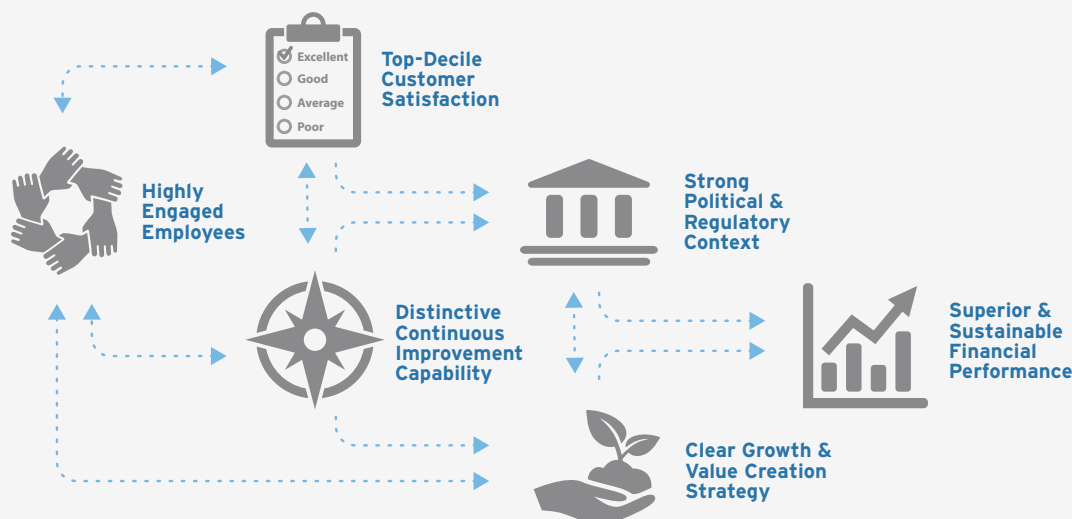 Excellent
Good
Average
Poor
Top-Decile
Customer
Satisfaction
Highly
Engaged
Employees
Strong
Political &
Regulatory
Context
Distinctive
Continuous
Improvement
Capability
Superior &
Sustainable
Financial
Performance
Clear Growth &
Value Creation
Strategy